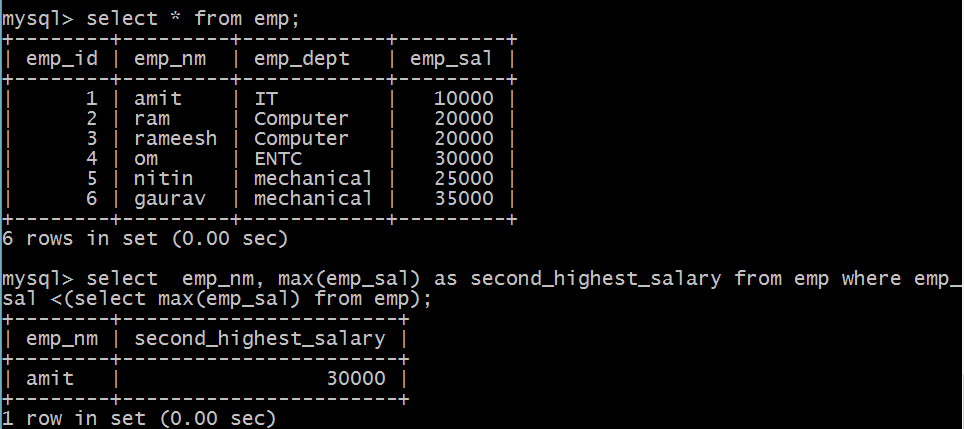 mysql> select * from emp;
+--------+---------+------------+---------+
| emp_id | emp_nm  | emp_dept   | emp_sal |
+--------+---------+------------+---------+
|      1 | amit    | IT         |   10000 |
|      2 | ram     | Computer   |   20000 |
|      3 | rameesh | Computer   |   20000 |
|      4 | om      | ENTC       |   30000 |
|      5 | nitin   | mechanical |   25000 |
|      6 | gaurav  | mechanical |   35000 |
+--------+---------+------------+---------+
6 rows in set (0.00 sec)
mysql> select  emp_nm, max(emp_sal) as second_highest_salary from emp where emp_
sal <(select max(emp_sal) from emp);
+--------+-----------------------+
| emp_nm | second_highest_salary |
+--------+-----------------------+
| amit   |                 30000 |
+--------+-----------------------+
1 row in set (0.00 sec)